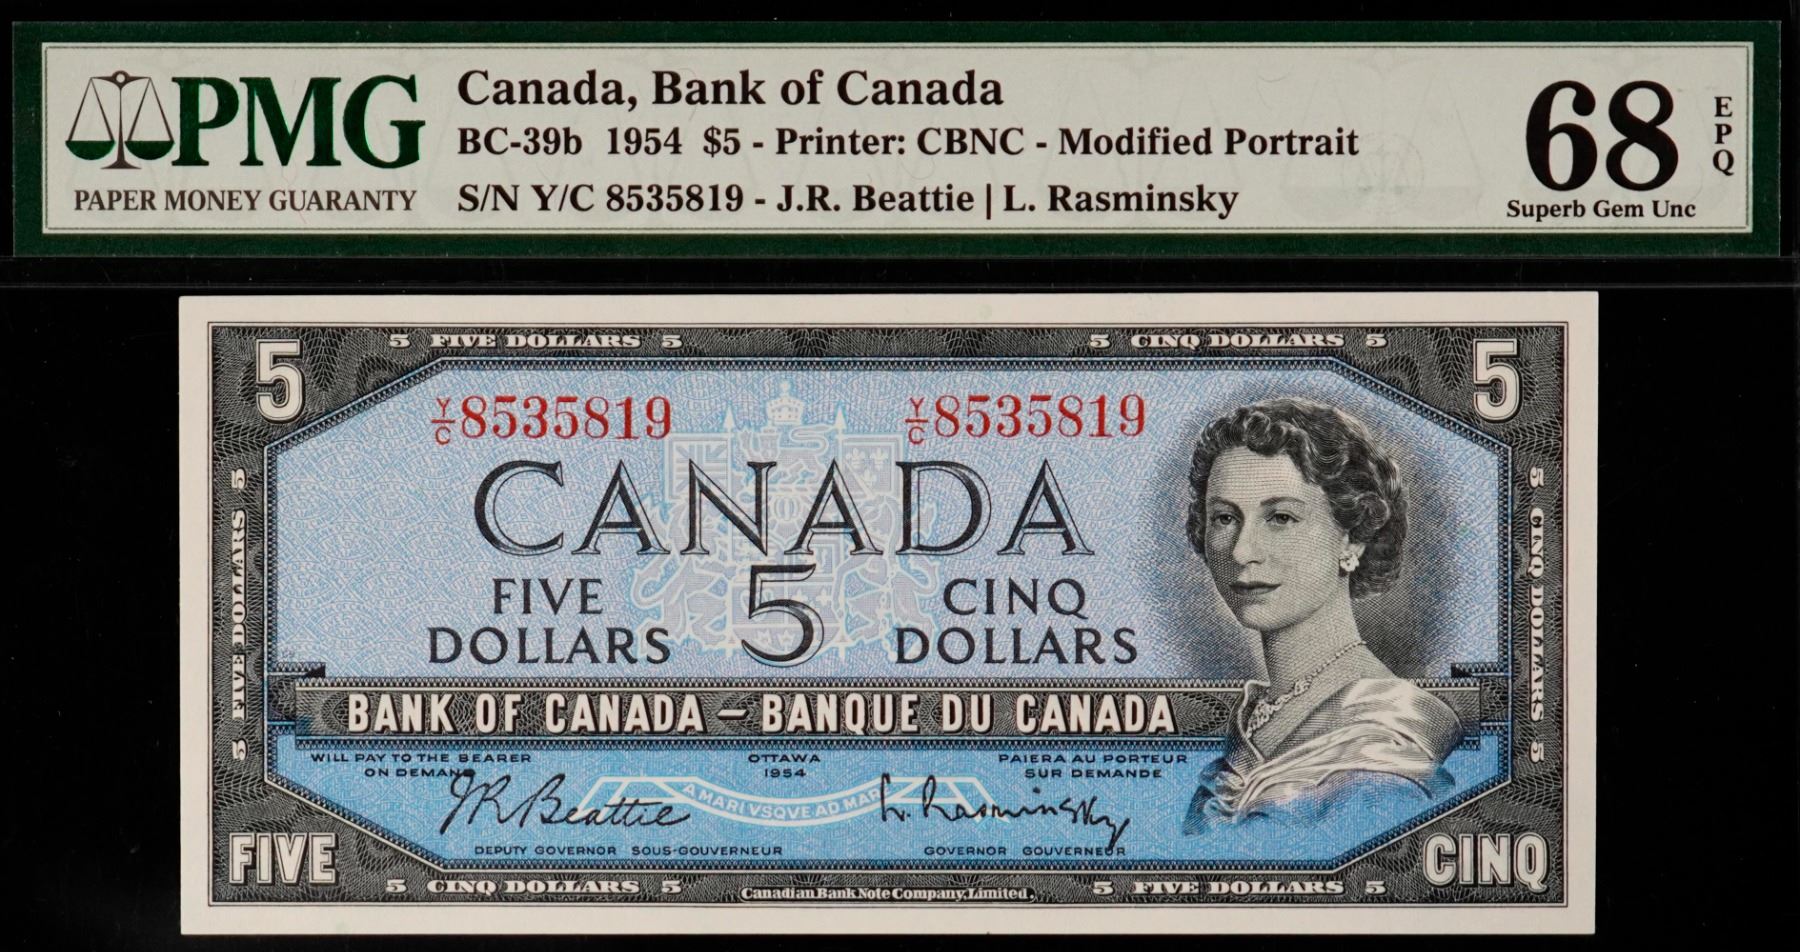 PMG
PAPER MONEY GUARANTY
Canada, Bank of Canada
BC-39b 1954 $5 - Printer: CBNC - Modified Portrait
S/N Y/C 8535819 - J.R. Beattie | L. Rasminsky
68
EPQ
Superb Gem Unc
5 FIVE DOLLARS 5
5 CINQ DOLLARS 5
5
5
Y/C 8535819
Y/C 8535819
CANADA
FIVE DOLLARS
5
CINQ DOLLARS
5 FIVE DOLLARS 5
5 CINQ DOLLARS 5
BANK OF CANADA – BANQUE DU CANADA
WILL PAY TO THE BEARER
ON DEMAND
OTTAWA
1954
PAIERA AU PORTEUR
SUR DEMANDE
A MARI VSQVE AD MARE
JR Beattie
L. Rasminsky
DEPUTY GOVERNOR SOUS-GOUVERNEUR
GOVERNOR GOUVERNEUR
FIVE
CINQ
5 CINQ DOLLARS 5
Canadian Bank Note Company, Limited.
5 FIVE DOLLARS 5